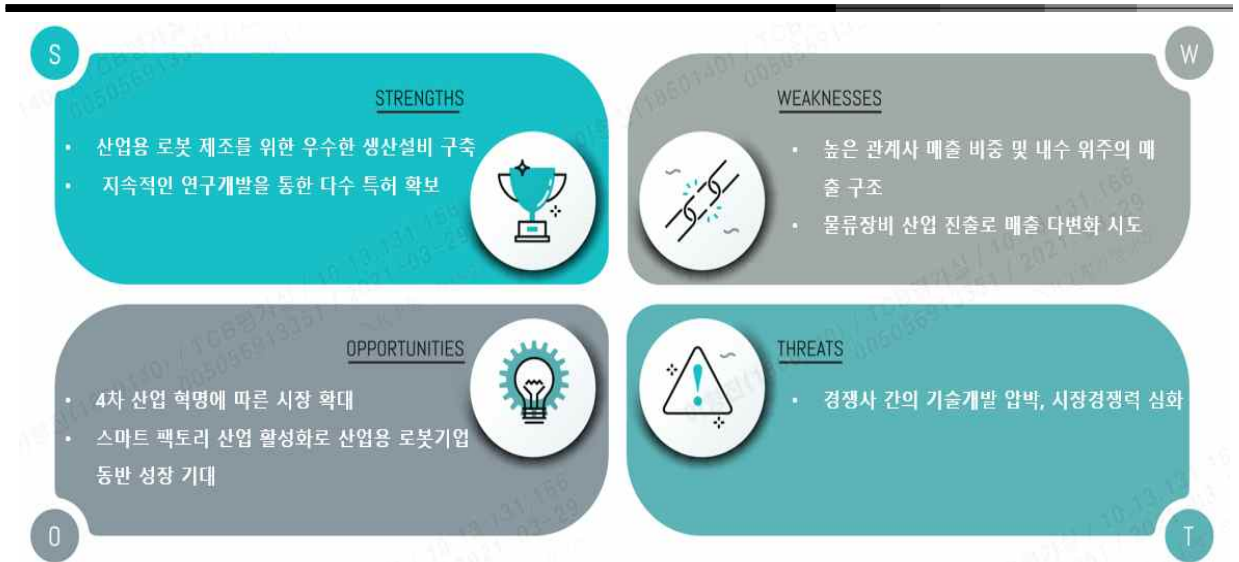 S
STRENGTHS
• 산업용 로봇 제조를 위한 우수한 생산설비 구축
• 지속적인 연구개발을 통한 다수 특허 확보
W
WEAKNESSES
• 높은 관계사 매출 비중 및 내수 위주의 매
출 구조
• 물류장비 산업 진출로 매출 다변화 시도
OPPORTUNITIES
• 4차 산업 혁명에 따른 시장 확대
• 스마트 팩토리 산업 활성화로 산업용 로봇기업
동반 성장 기대
O
THREATS
• 경쟁사 간의 기술개발 압박, 시장경쟁력 심화
T